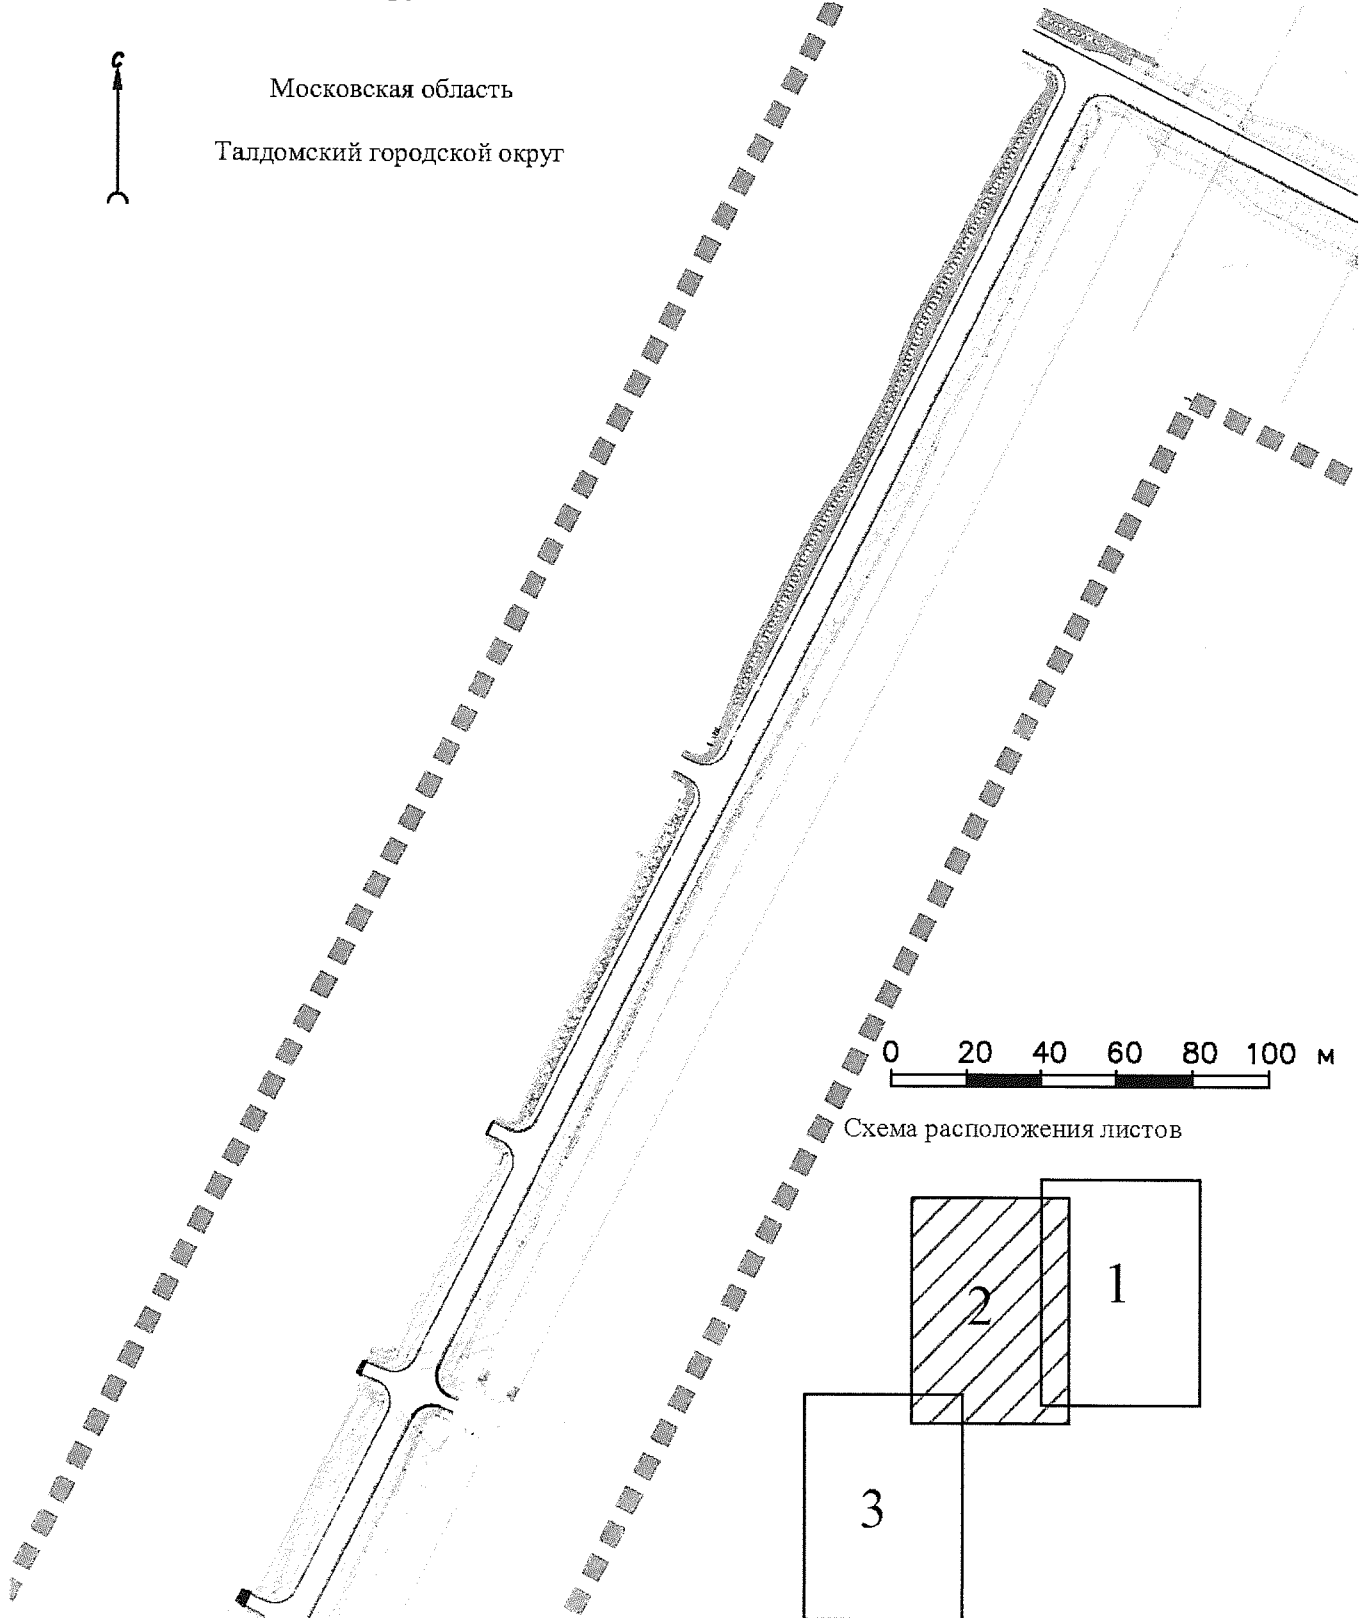 С
Московская область
Талдомский городской округ
0 20 40 60 80 100 м
Схема расположения листов
1
2
3